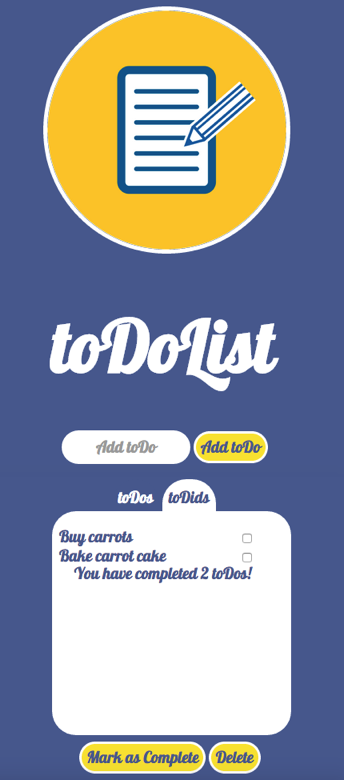 toDoList
Add toDo Add toDo
toDos toDids
Buy carrots
Bake carrot cake
You have completed 2 toDos!
Mark as Complete Delete